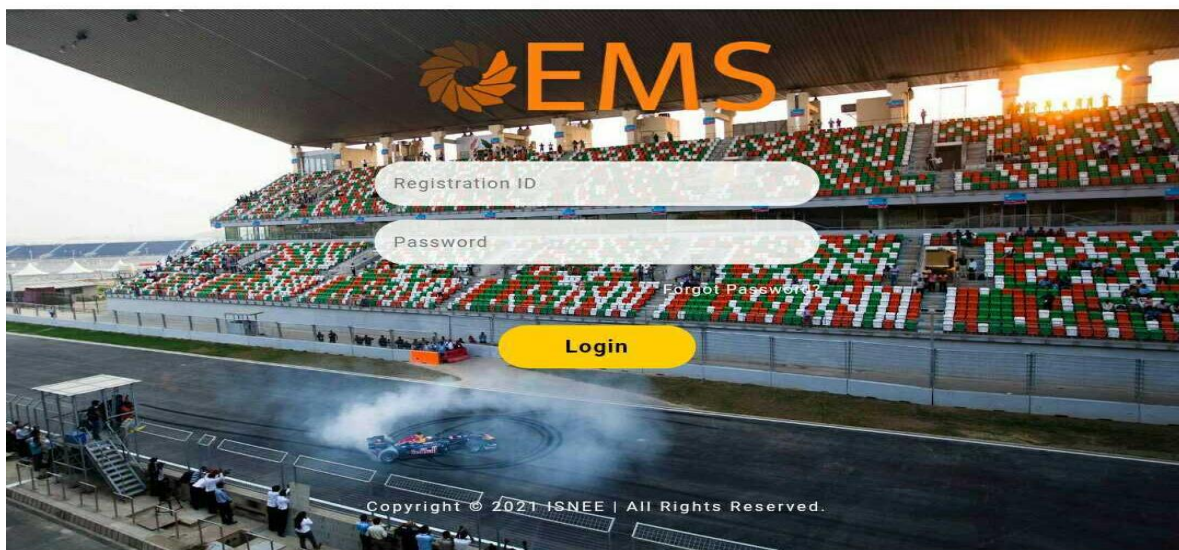 EMS
Registration ID
Password
Forgot Password?
Login
Copyright © 2021 ISNEE | All Rights Reserved.